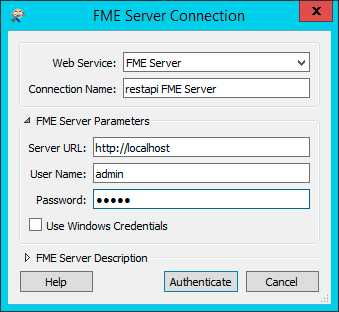 FME Server Connection
Web Service: FME Server
Connection Name: restapi FME Server
FME Server Parameters
Server URL: http://localhost
User Name: admin
Password: •••••
Use Windows Credentials
FME Server Description
Help Authenticate Cancel